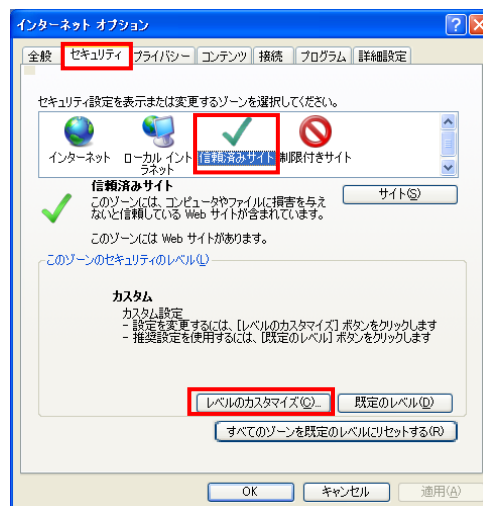 インターネット オプション
全般 セキュリティ プライバシー コンテンツ 接続 プログラム 詳細設定
セキュリティ設定を表示または変更するゾーンを選択してください。
インターネット ローカル イントラネット 信頼済みサイト 制限付きサイト
信頼済みサイト
サイト(S)
このゾーンには、コンピュータやファイルに損害を与え
ないと信頼している Web サイトが含まれています。
このゾーンには Web サイトがあります。
このゾーンのセキュリティのレベル(L)
カスタム
カスタム設定
- 設定を変更するには、[レベルのカスタマイズ] ボタンをクリックします
- 推奨設定を使用するには、[既定のレベル] ボタンをクリックします
レベルのカスタマイズ(C)... 既定のレベル(D)
すべてのゾーンを既定のレベルにリセットする(R)
OK キャンセル 適用(A)